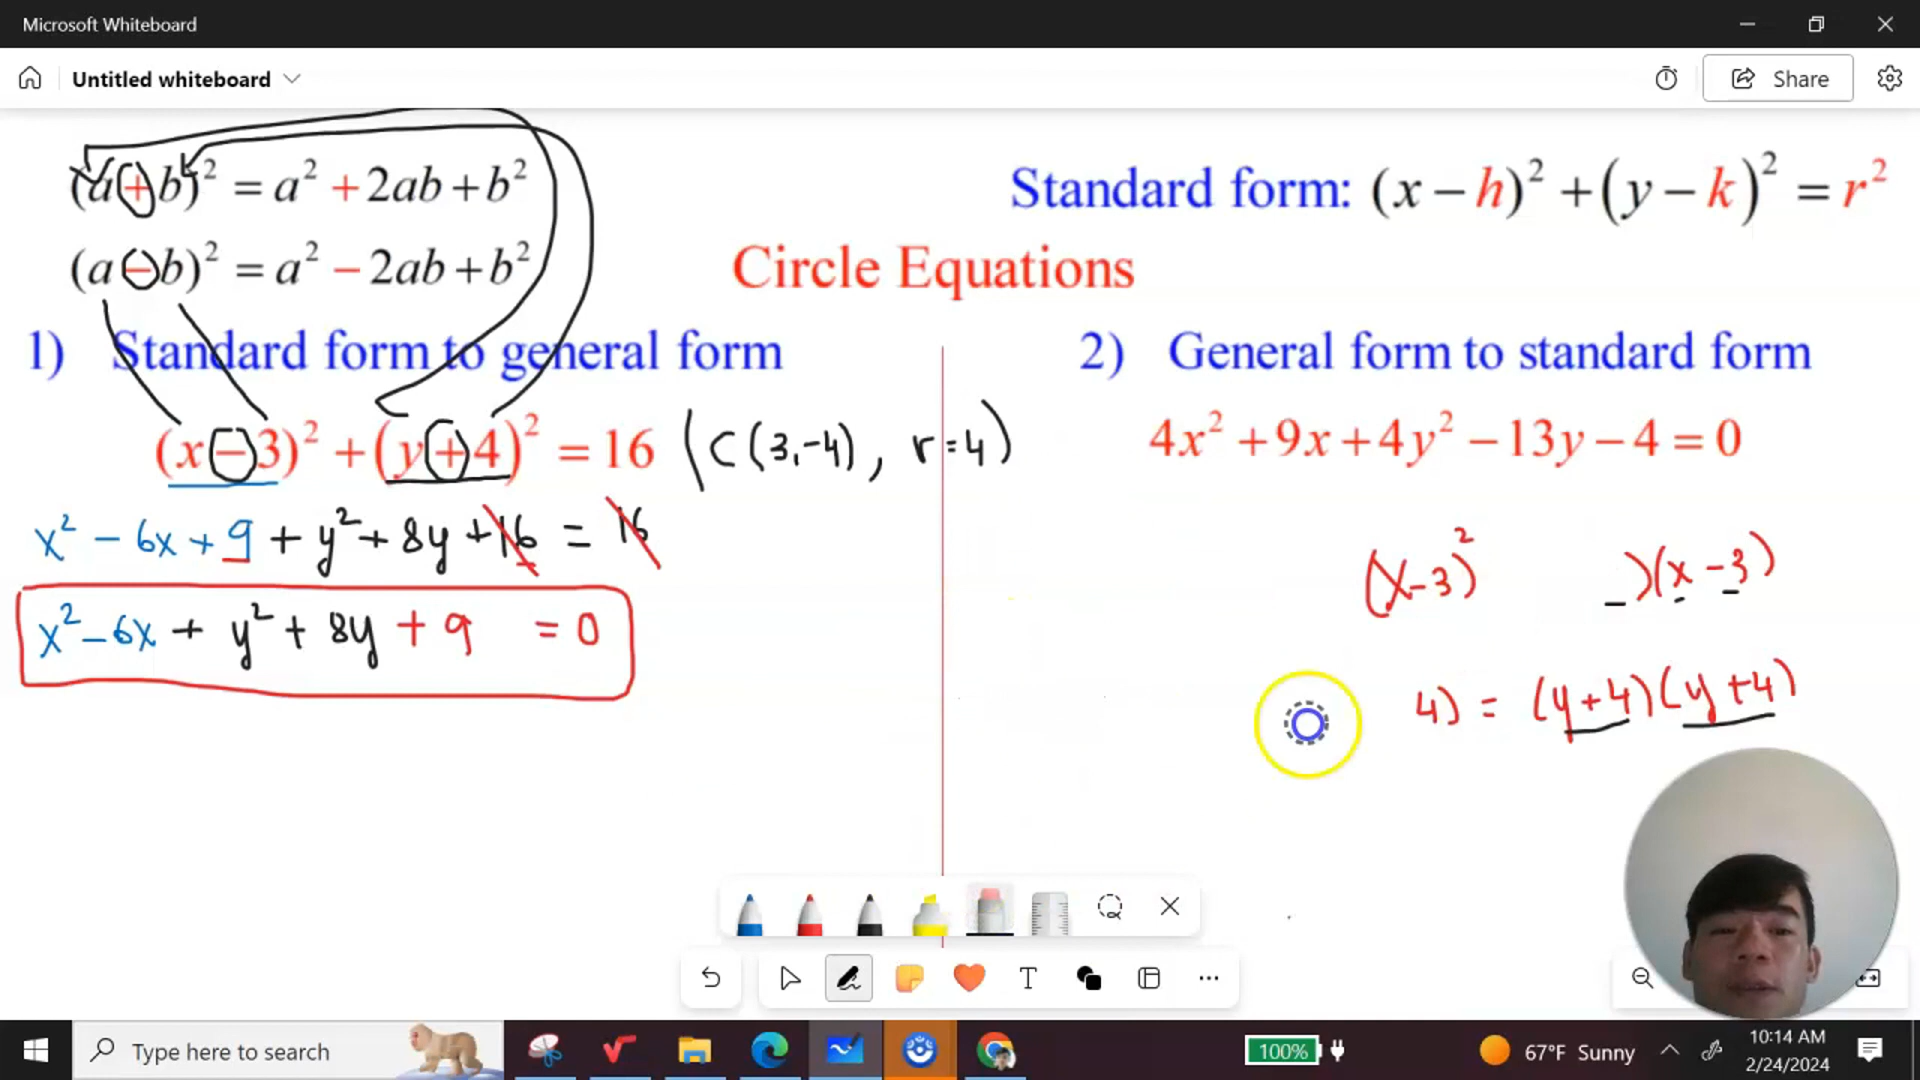 Microsoft Whiteboard
Untitled whiteboard
Share
(a+b)² = a² + 2ab + b²
Standard form: (x − h)² + (y − k)² = r²
(a−b)² = a² − 2ab + b²
Circle Equations
1) Standard form to general form
2) General form to standard form
(x − 3)² + (y + 4)² = 16 (C(3,-4), r=4)
4x² + 9x + 4y² − 13y − 4 = 0
x² − 6x + 9 + y² + 8y + 16 = 16
(x−3)² )(x −3)
x² − 6x + y² + 8y + 9 = 0
4) = (y+4)(y+4)
T
Type here to search
100%
67°F Sunny
10:14 AM
2/24/2024